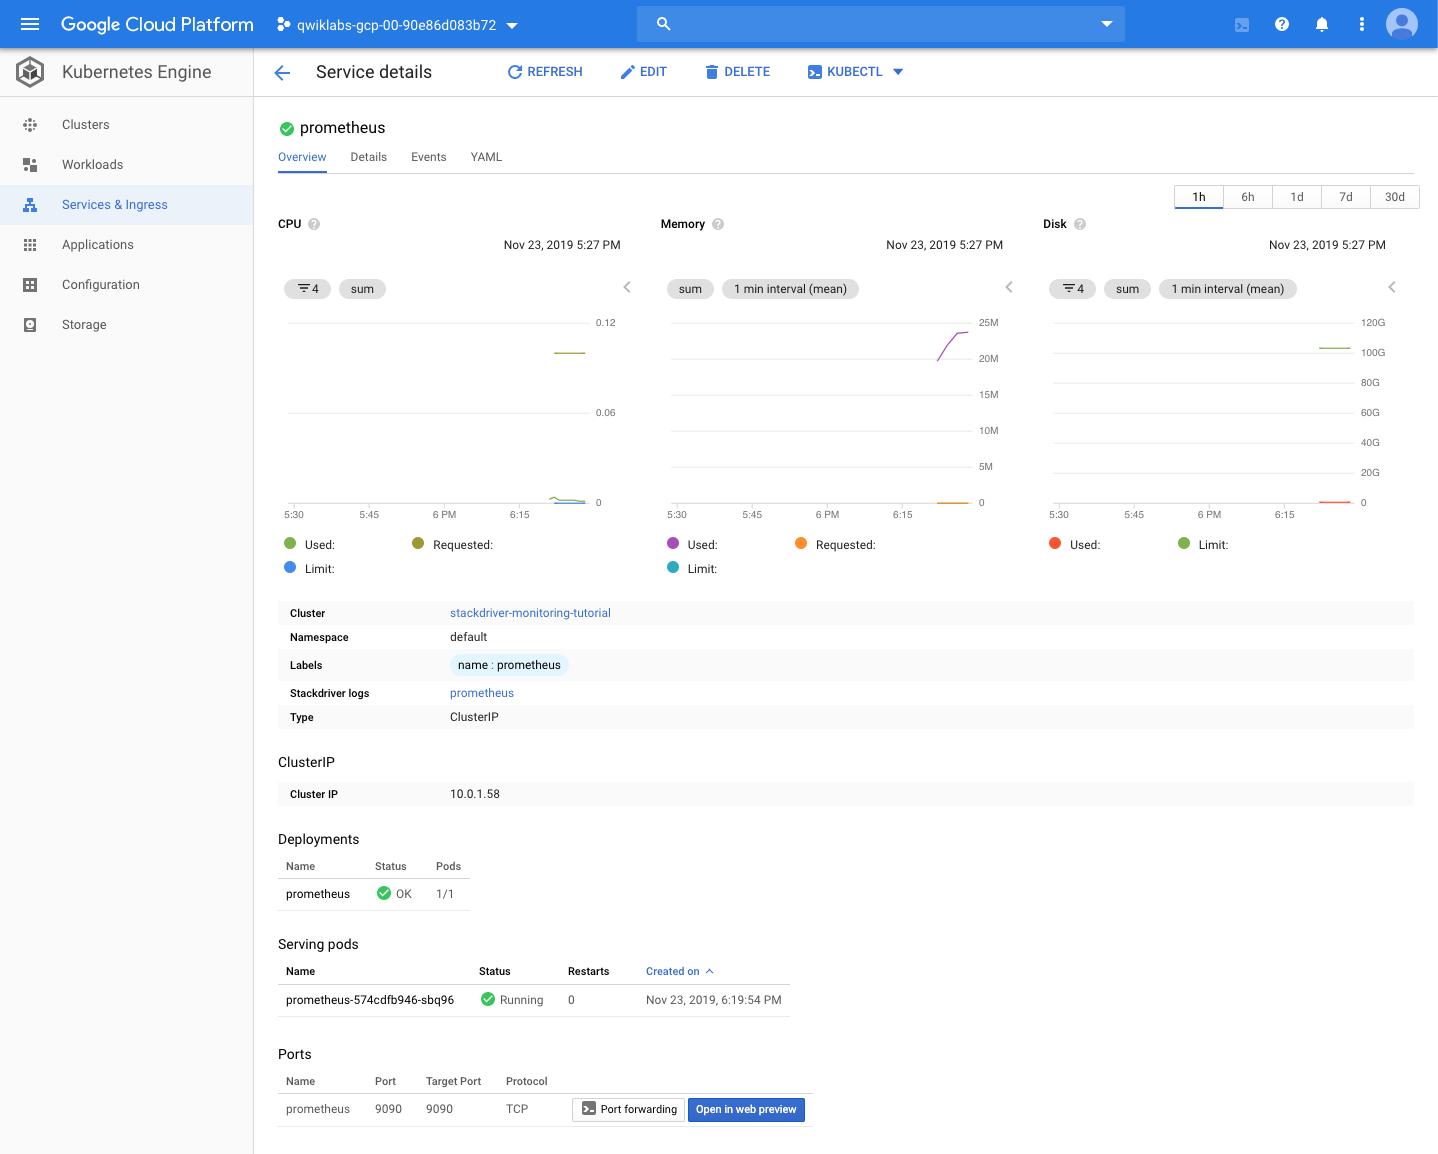 Google Cloud Platform qwiklabs-gcp-00-90e86d083b72
Kubernetes Engine
Service details REFRESH EDIT DELETE KUBECTL
Clusters
Workloads
Services & Ingress
Applications
Configuration
Storage
prometheus
Overview Details Events YAML
1h 6h 1d 7d 30d
CPU ?
Nov 23, 2019 5:27 PM
4 sum
0.12
0.06
0
5:30 5:45 6 PM 6:15
Used: Requested:
Limit:
Memory ?
Nov 23, 2019 5:27 PM
sum 1 min interval (mean)
25M
20M
15M
10M
5M
0
5:30 5:45 6 PM 6:15
Used: Requested:
Limit:
Disk ?
Nov 23, 2019 5:27 PM
4 sum 1 min interval (mean)
120G
100G
80G
60G
40G
20G
0
5:30 5:45 6 PM 6:15
Used: Limit:
Cluster stackdriver-monitoring-tutorial
Namespace default
Labels name : prometheus
Stackdriver logs prometheus
Type ClusterIP
ClusterIP
Cluster IP 10.0.1.58
Deployments
Name Status Pods
prometheus OK 1/1
Serving pods
Name Status Restarts Created on
prometheus-574cdfb946-sbq96 Running 0 Nov 23, 2019, 6:19:54 PM
Ports
Name Port Target Port Protocol
prometheus 9090 9090 TCP Port forwarding Open in web preview